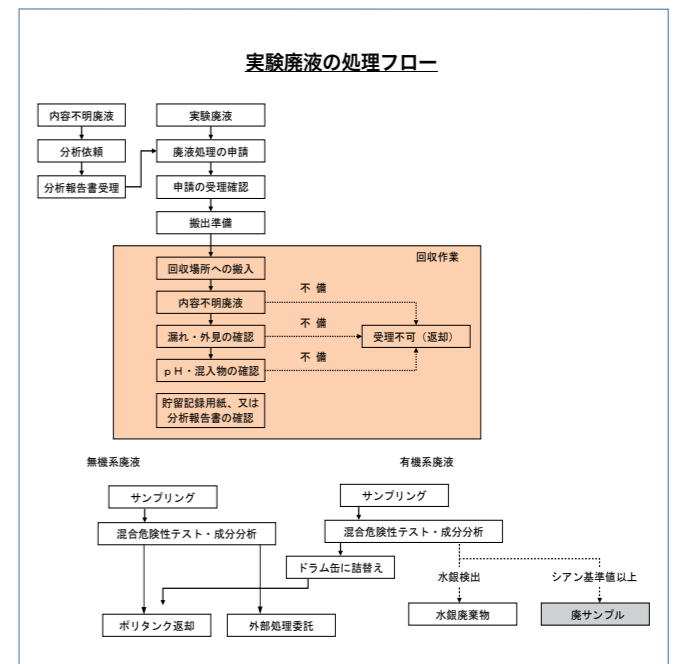 実験廃液の処理フロー
内容不明廃液
実験廃液
分析依頼
廃液処理の申請
分析報告書受理
申請の受理確認
搬出準備
回収作業
回収場所への搬入
内容不明廃液
不 備
漏れ・外見の確認
不 備
受理不可(返却)
pH・混入物の確認
不 備
貯留記録用紙、又は
分析報告書の確認
無機系廃液
有機系廃液
サンプリング
サンプリング
混合危険性テスト・成分分析
混合危険性テスト・成分分析
ドラム缶に詰替え
水銀検出
シアン基準値以上
ポリタンク返却
外部処理委託
水銀廃棄物
廃サンプル